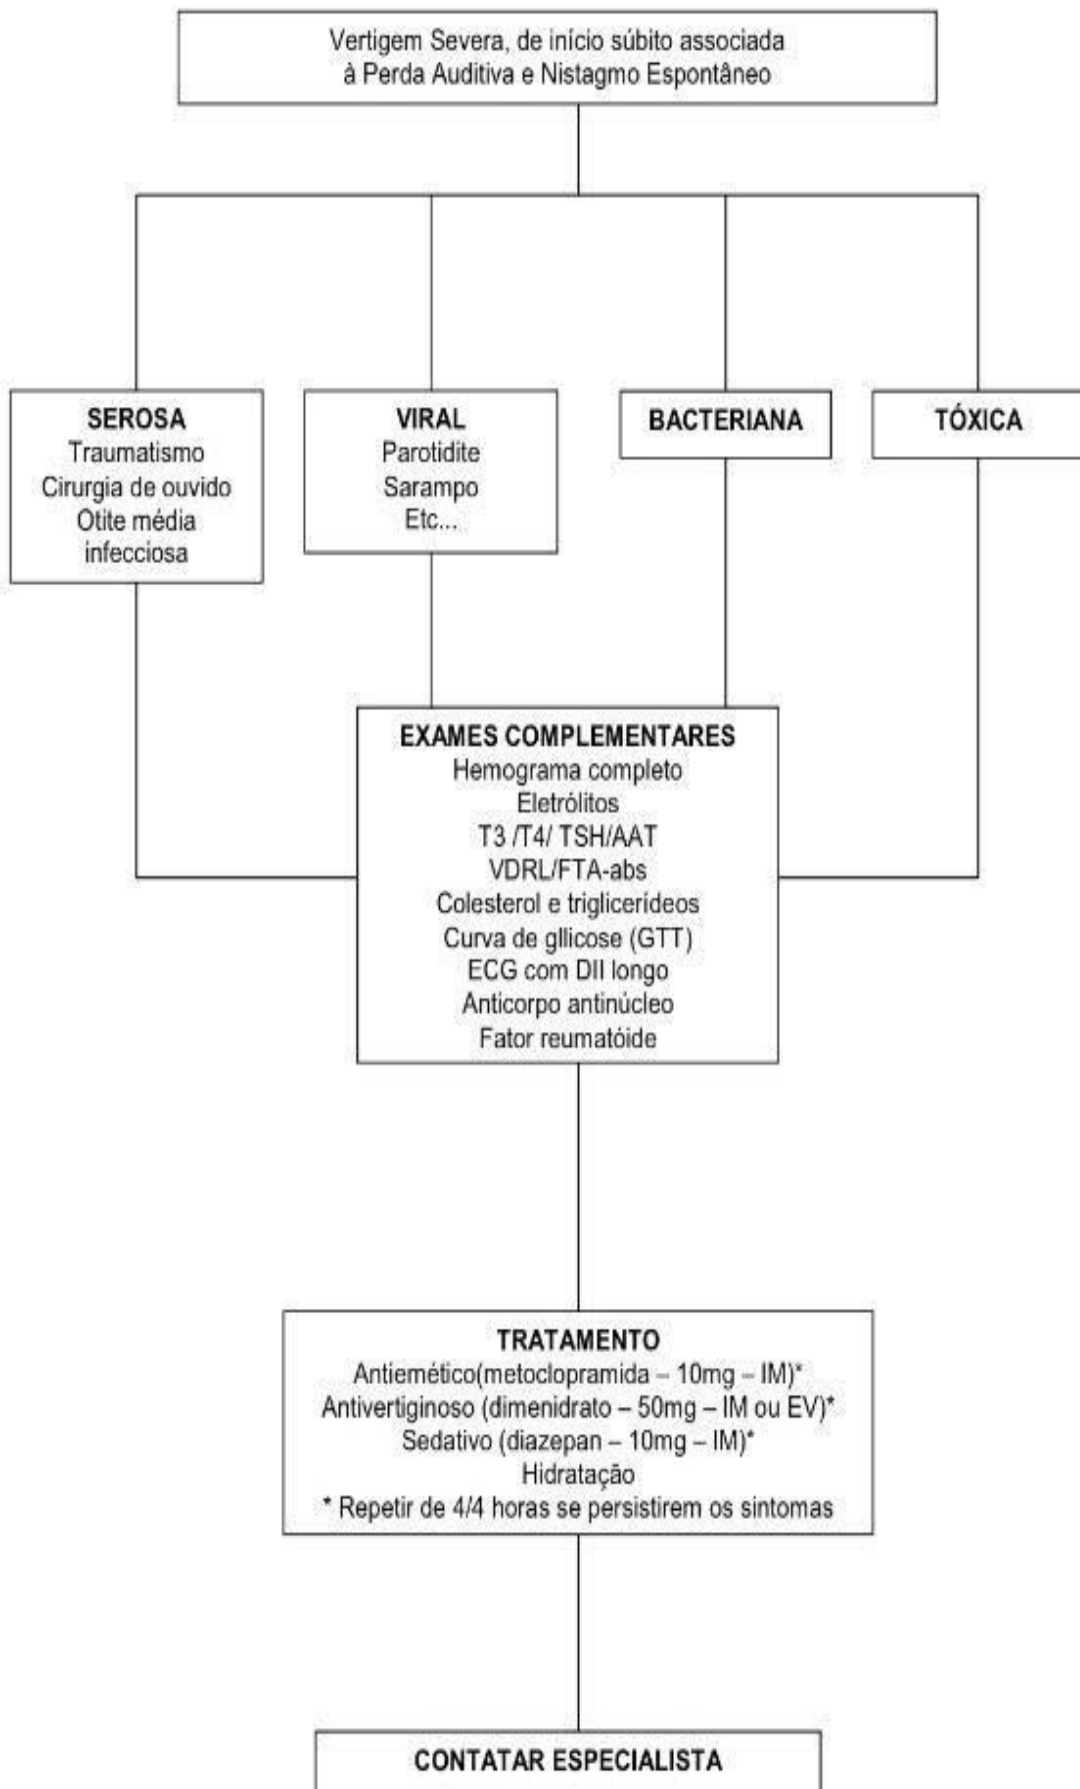 Vertigem Severa, de início súbito associada
à Perda Auditiva e Nistagmo Espontâneo
SEROSA
Traumatismo
Cirurgia de ouvido
Otite média
infecciosa
VIRAL
Parotidite
Sarampo
Etc...
BACTERIANA
TÓXICA
EXAMES COMPLEMENTARES
Hemograma completo
Eletrólitos
T3 /T4/ TSH/AAT
VDRL/FTA-abs
Colesterol e triglicerídeos
Curva de gllicose (GTT)
ECG com DII longo
Anticorpo antinúcleo
Fator reumatóide
TRATAMENTO
Antiemético(metoclopramida – 10mg – IM)*
Antivertiginoso (dimenidrato – 50mg – IM ou EV)*
Sedativo (diazepan – 10mg – IM)*
Hidratação
* Repetir de 4/4 horas se persistirem os sintomas
CONTATAR ESPECIALISTA